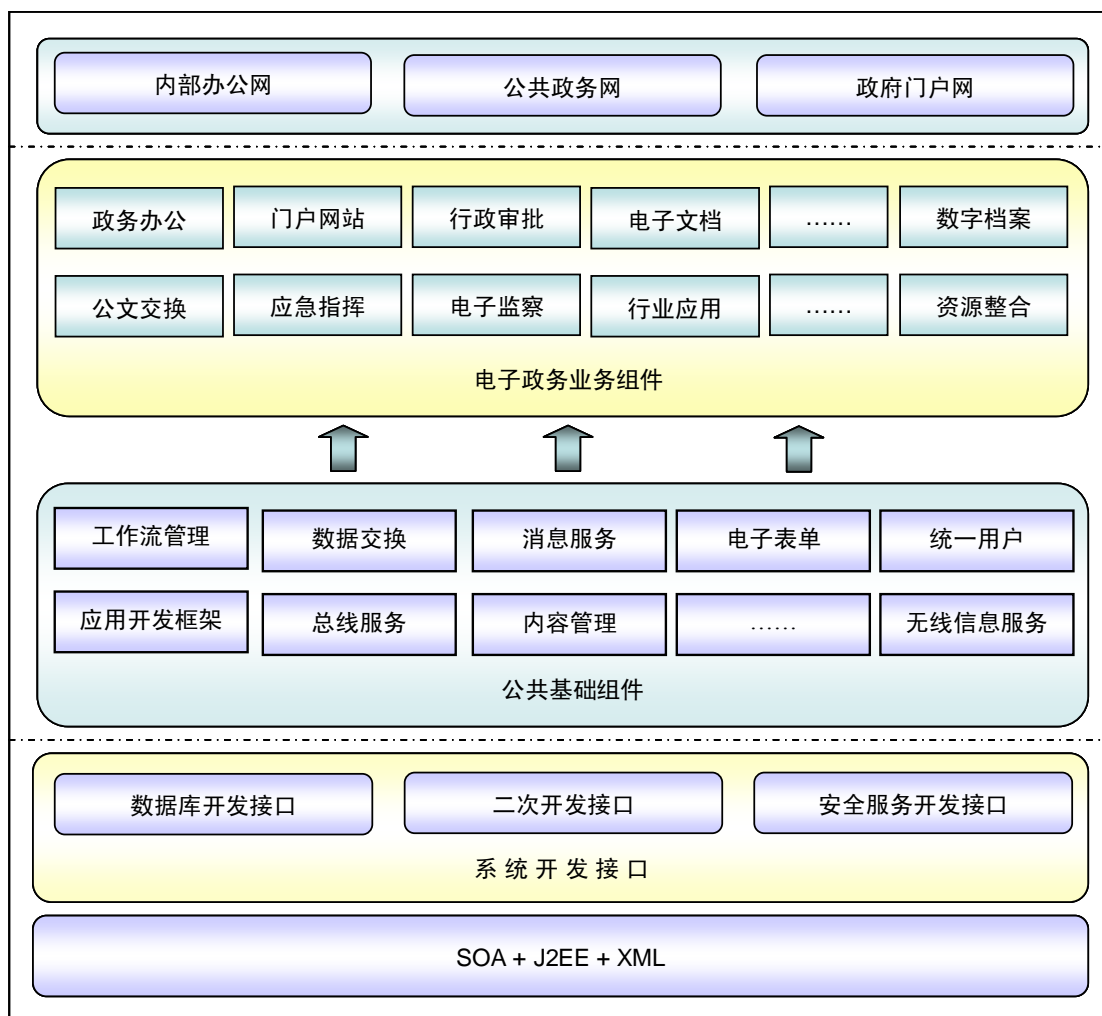 内部办公网
公共政务网
政府门户网
政务办公
门户网站
行政审批
电子文档
……
数字档案
公文交换
应急指挥
电子监察
行业应用
……
资源整合
电子政务业务组件
工作流管理
数据交换
消息服务
电子表单
统一用户
应用开发框架
总线服务
内容管理
……
无线信息服务
公共基础组件
数据库开发接口
二次开发接口
安全服务开发接口
系 统 开 发 接 口
SOA + J2EE + XML